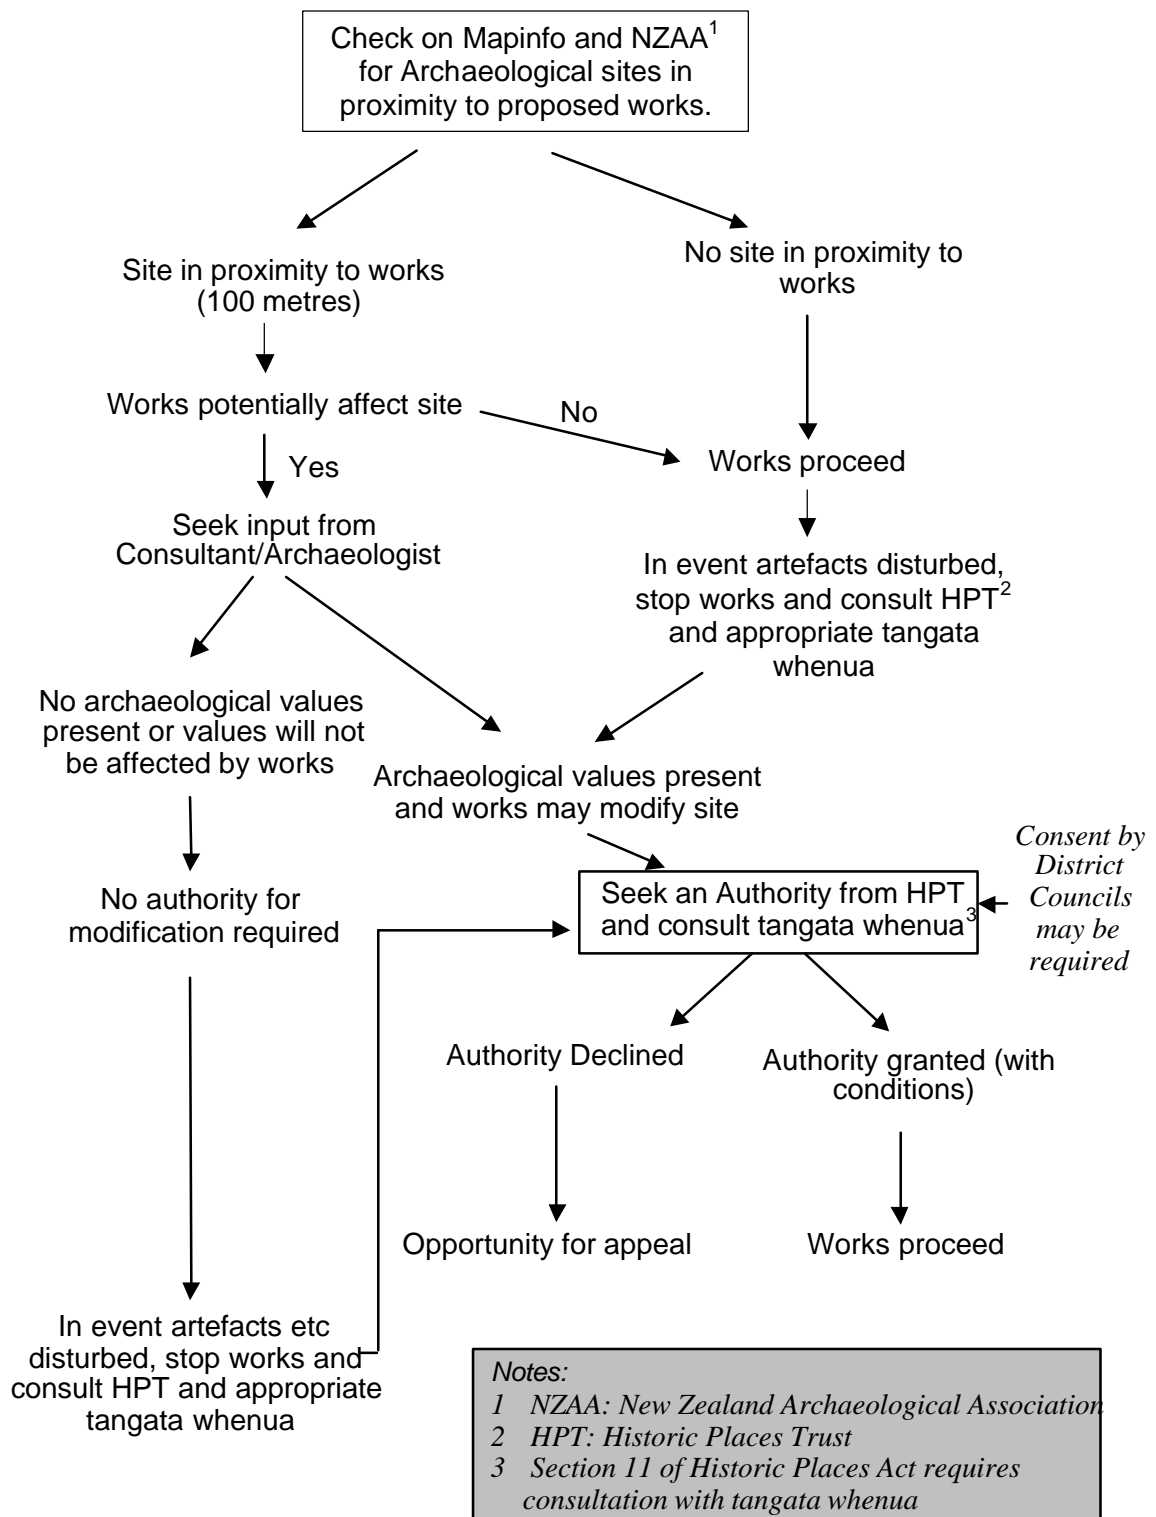 Check on Mapinfo and NZAA1
for Archaeological sites in
proximity to proposed works.
Site in proximity to works
(100 metres)
No site in proximity to
works
Works potentially affect site
No
Works proceed
Yes
Seek input from
Consultant/Archaeologist
In event artefacts disturbed,
stop works and consult HPT2
and appropriate tangata
whenua
No archaeological values
present or values will not
be affected by works
Archaeological values present
and works may modify site
Consent by
District
Councils
may be
required
Seek an Authority from HPT
and consult tangata whenua3
No authority for
modification required
Authority Declined
Authority granted (with
conditions)
Opportunity for appeal
Works proceed
In event artefacts etc
disturbed, stop works and
consult HPT and appropriate
tangata whenua
Notes:
1 NZAA: New Zealand Archaeological Association
2 HPT: Historic Places Trust
3 Section 11 of Historic Places Act requires
consultation with tangata whenua